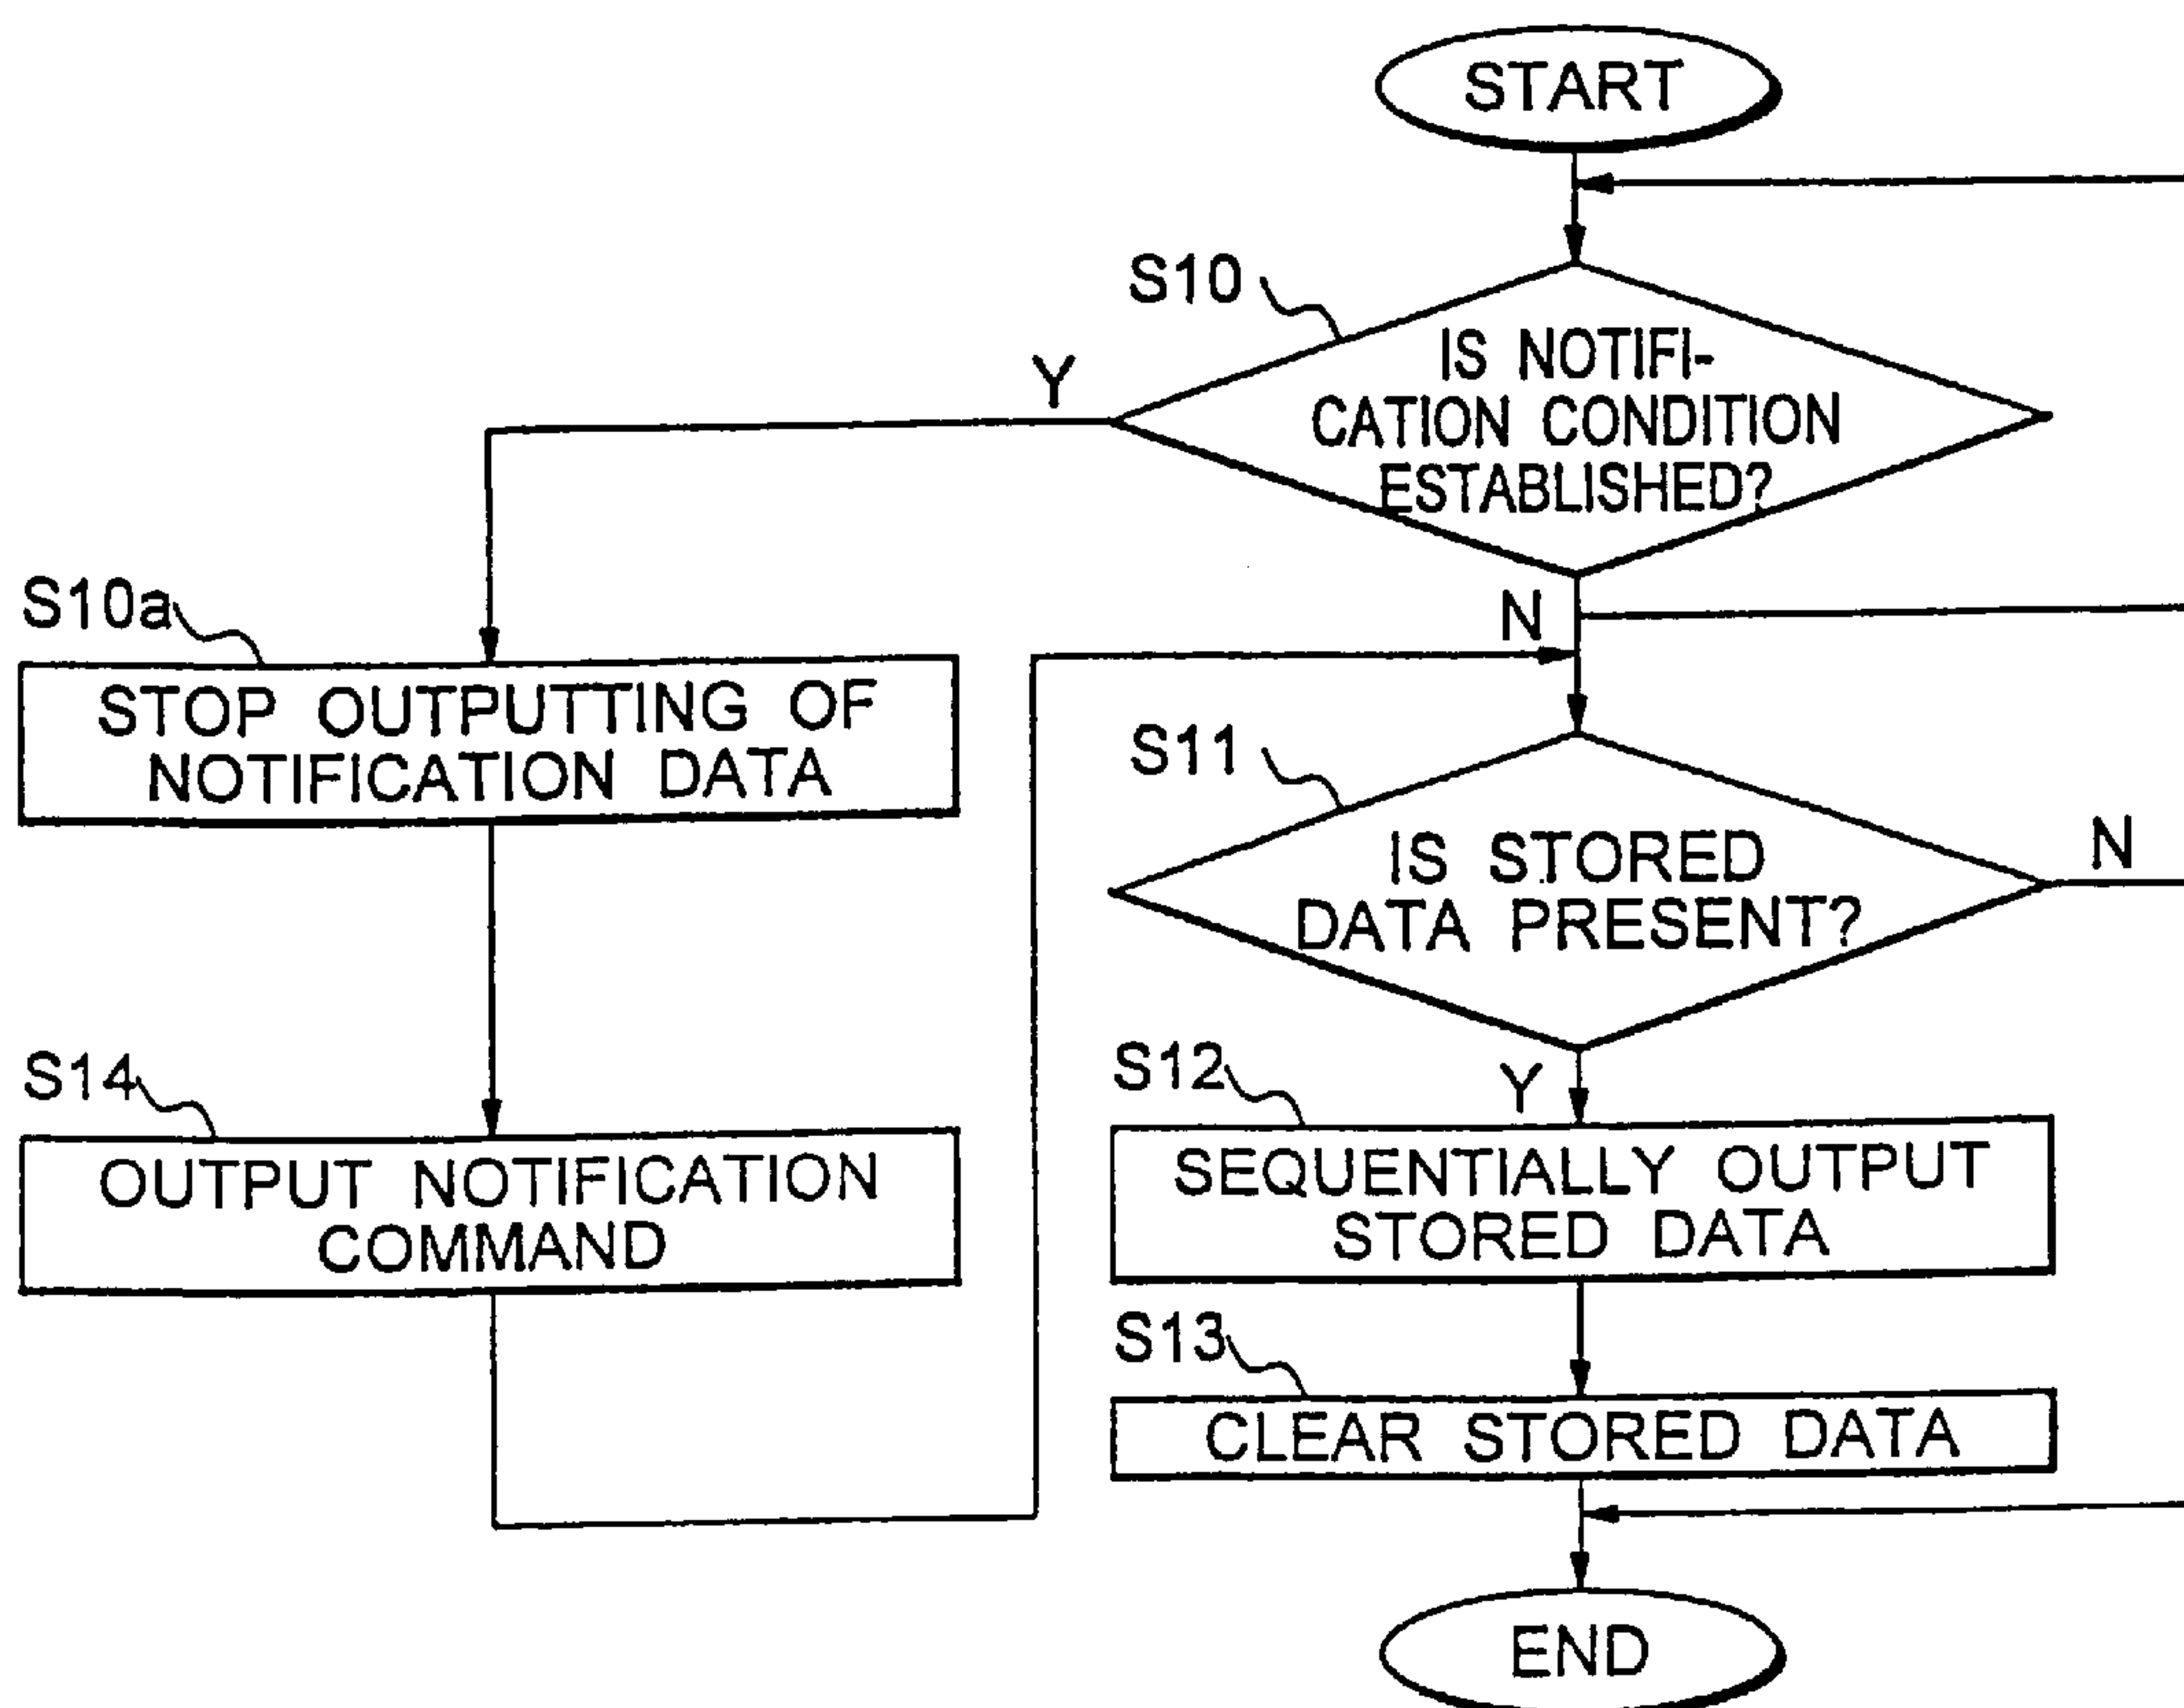 START
S10
IS NOTIFI-
CATION CONDITION
ESTABLISHED?
Y
N
S10a
STOP OUTPUTTING OF
NOTIFICATION DATA
S11
IS STORED
DATA PRESENT?
N
Y
S14
OUTPUT NOTIFICATION
COMMAND
S12
SEQUENTIALLY OUTPUT
STORED DATA
S13
CLEAR STORED DATA
END